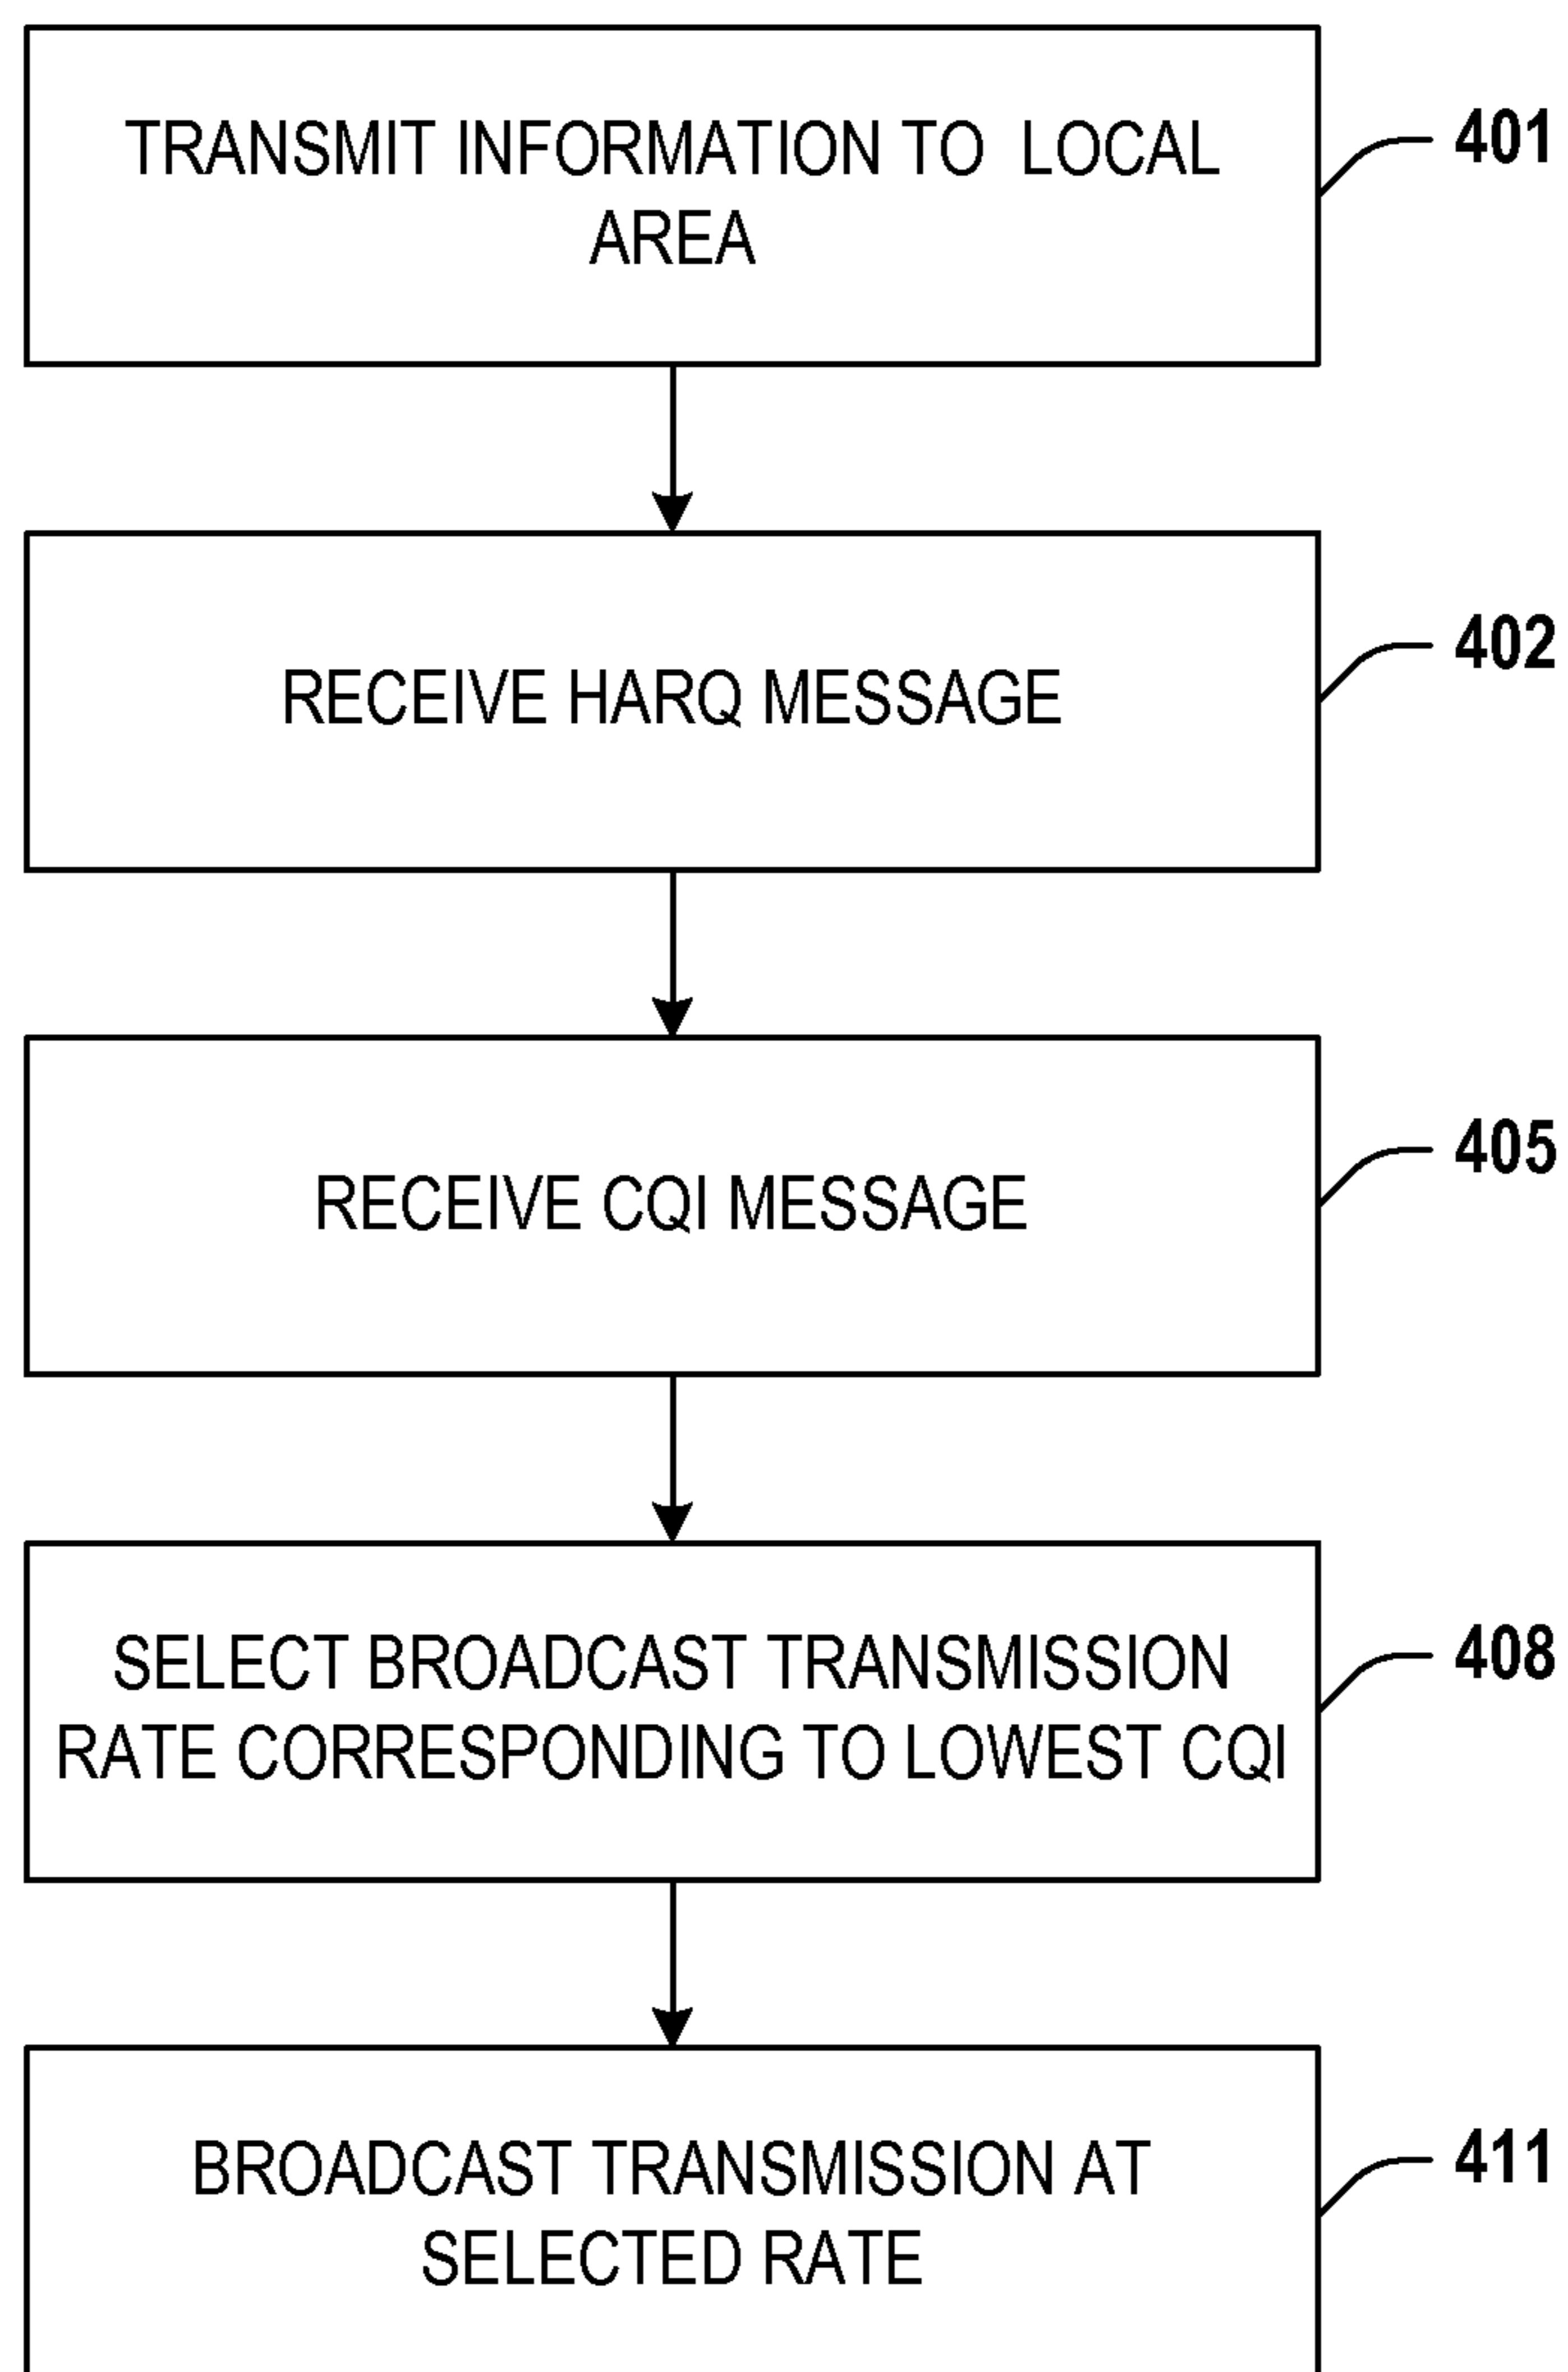 TRANSMIT INFORMATION TO LOCAL
AREA
401
RECEIVE HARQ MESSAGE
402
RECEIVE CQI MESSAGE
405
SELECT BROADCAST TRANSMISSION
RATE CORRESPONDING TO LOWEST CQI
408
BROADCAST TRANSMISSION AT
SELECTED RATE
411